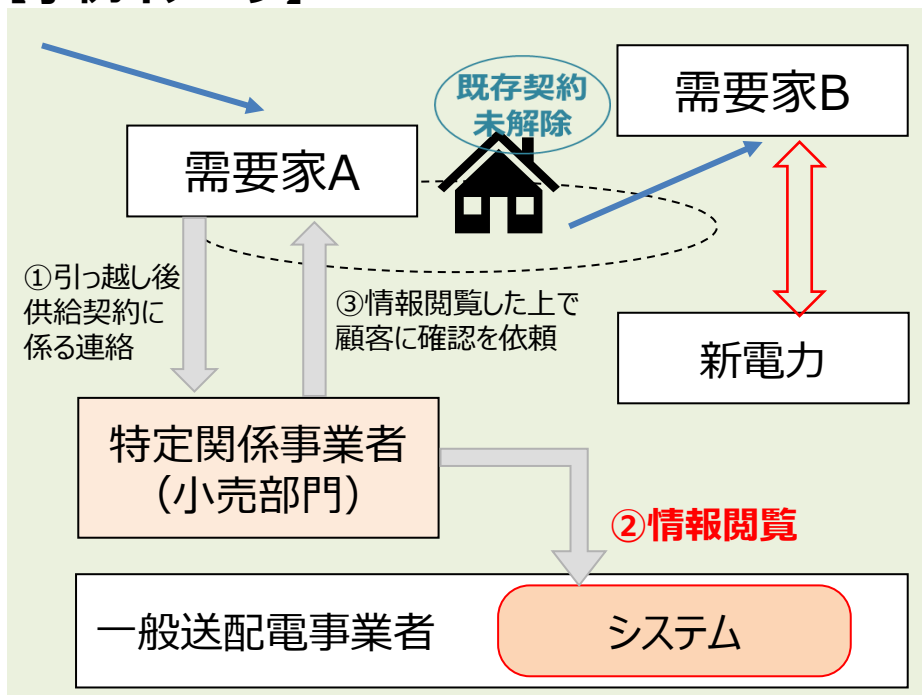 既存契約
未解除
需要家B
需要家A
①引っ越し後
供給契約に
係る連絡
③情報閲覧した上で
顧客に確認を依頼
新電力
特定関係事業者
（小売部門）
②情報閲覧
一般送配電事業者
システム